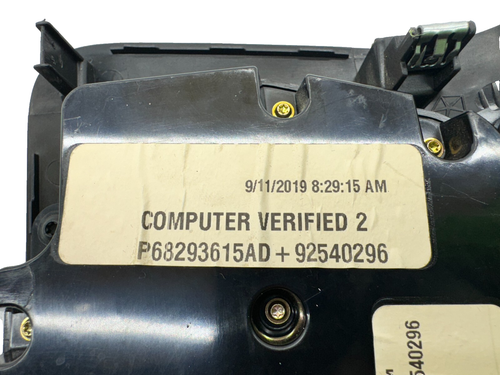 9/11/2019 8:29:15 AM
COMPUTER VERIFIED 2
P68293615AD + 92540296
540296